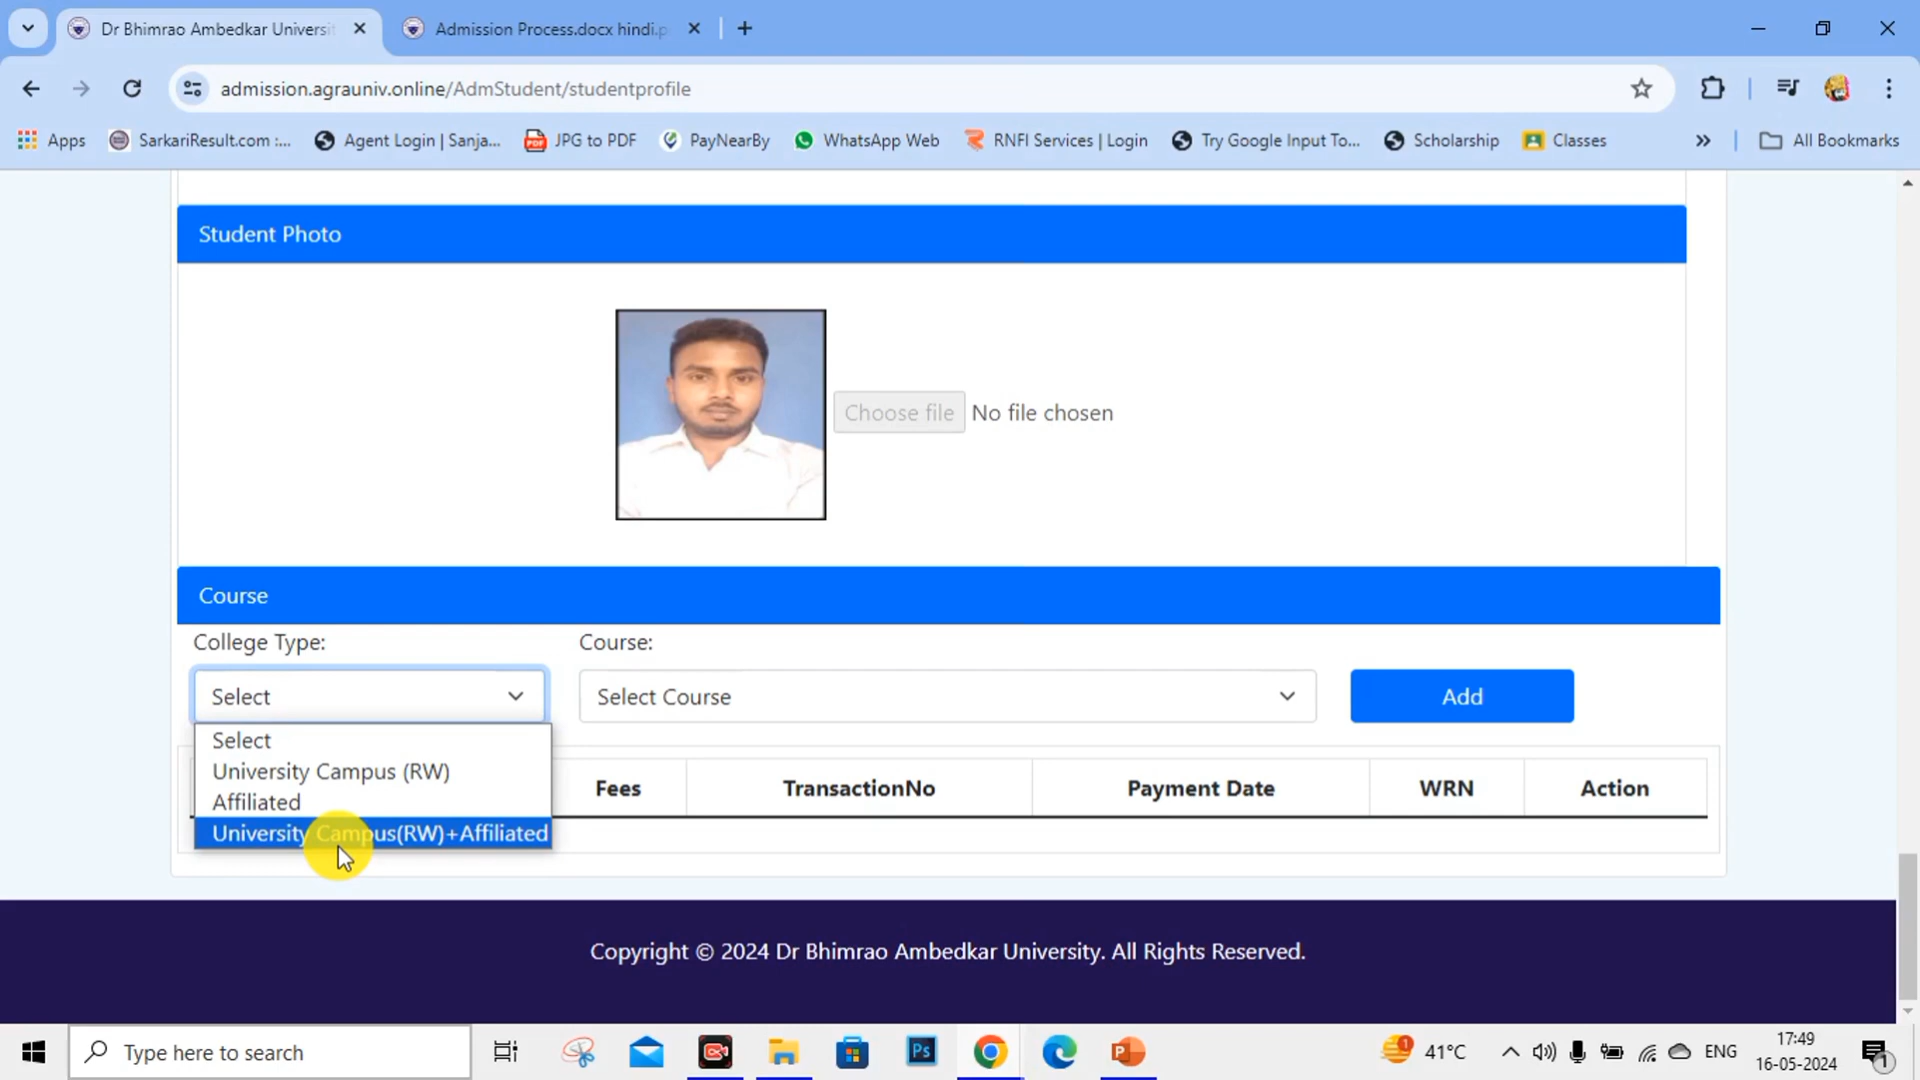 Dr Bhimrao Ambedkar Universi
Admission Process.docx hindi.p
admission.agrauniv.online/AdmStudent/studentprofile
Apps
SarkariResult.com :...
Agent Login | Sanja...
JPG to PDF
PayNearBy
WhatsApp Web
RNFI Services | Login
Try Google Input To...
Scholarship
Classes
All Bookmarks
Student Photo
Choose file No file chosen
Course
College Type: Course:
Select Select Course Add
Select
University Campus (RW)
Affiliated
University Campus(RW)+Affiliated
Fees TransactionNo Payment Date WRN Action
Copyright © 2024 Dr Bhimrao Ambedkar University. All Rights Reserved.
Type here to search
Ps
P
1
41°C
ENG
17:49
16-05-2024
1